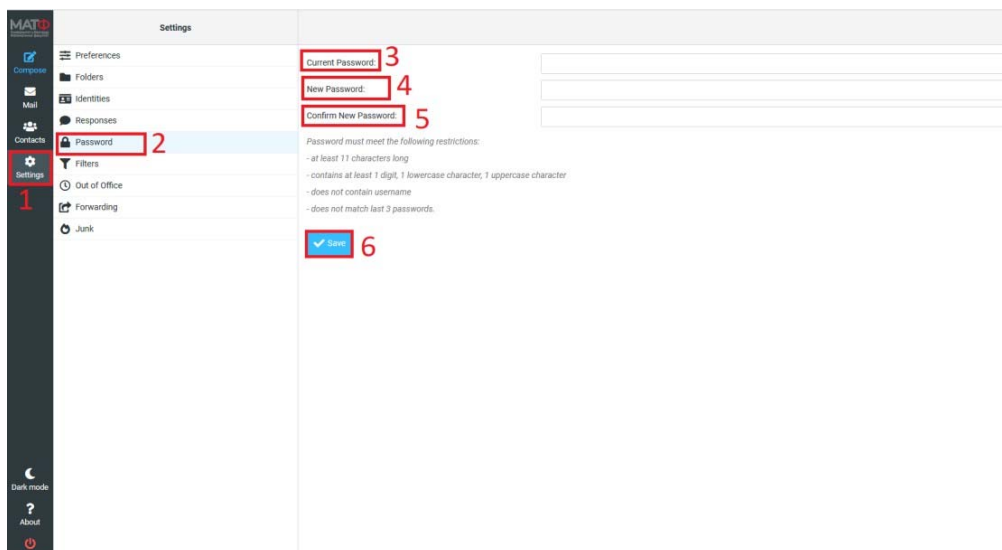 МАТФ
Compose
Mail
Contacts
Settings
1
Dark mode
? About
Settings
Preferences
Folders
Identities
Responses
Password 2
Filters
Out of Office
Forwarding
Junk
Current Password: 3
New Password: 4
Confirm New Password: 5
Password must meet the following restrictions:
- at least 11 characters long
- contains at least 1 digit, 1 lowercase character, 1 uppercase character
- does not contain username
- does not match last 3 passwords.
Save 6